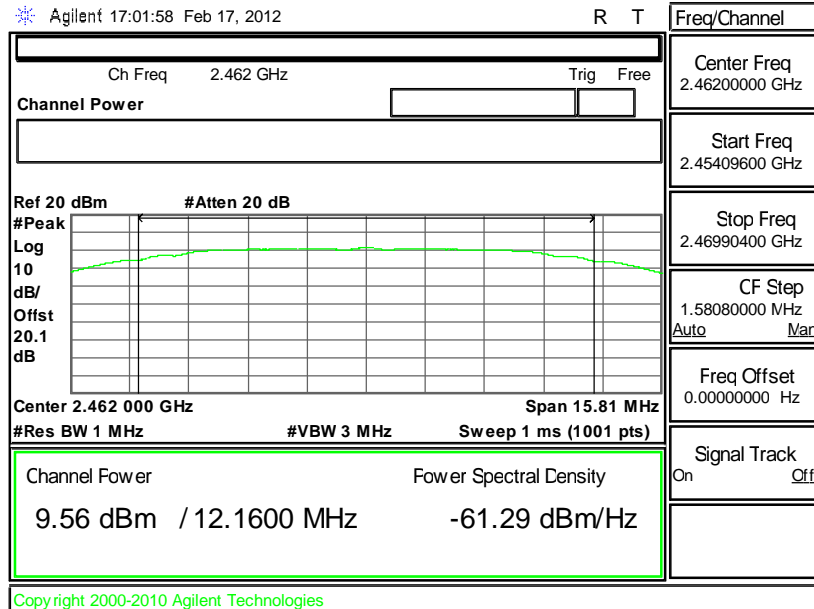 Agilent 17:01:58 Feb 17, 2012 R T
Ch Freq 2.462 GHz Trig Free
Channel Power
Ref 20 dBm #Atten 20 dB
#Peak
Log
10
dB/
Offst
20.1
dB
Center 2.462 000 GHz Span 15.81 MHz
#Res BW 1 MHz #VBW 3 MHz Sweep 1 ms (1001 pts)
Channel Power Power Spectral Density
9.56 dBm / 12.1600 MHz -61.29 dBm/Hz
Copyright 2000-2010 Agilent Technologies
Freq/Channel
Center Freq
2.46200000 GHz
Start Freq
2.45409600 GHz
Stop Freq
2.46990400 GHz
CF Step
1.58080000 MHz
Auto Man
Freq Offset
0.00000000 Hz
Signal Track
On Off